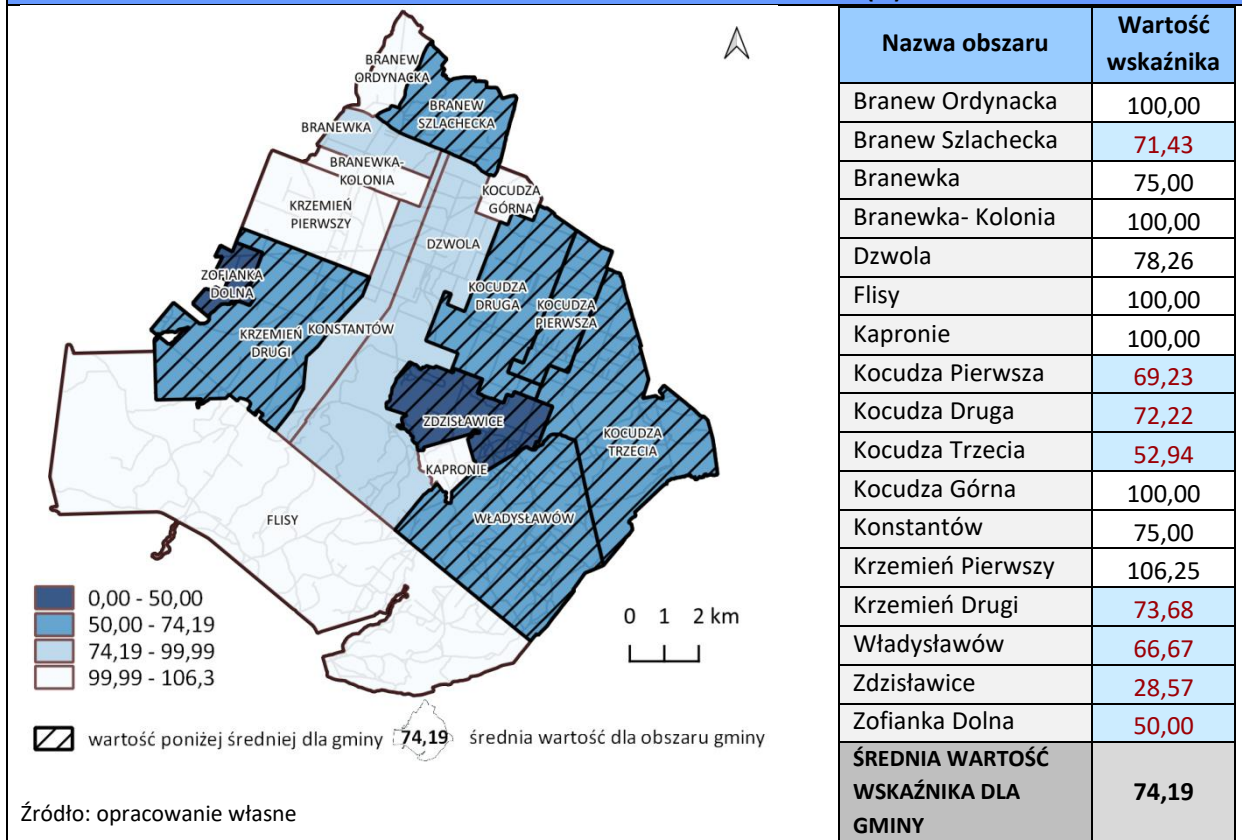 BRANEW
ORDYNACKA
BRANEW
SZLACHECKA
BRANEWKA
BRANEWKA-
KOLONIA
KOCUDZA
GÓRNA
KRZEMIEŃ
PIERWSZY
DZWOLA
ZOFIANKA
DOLNA
KOCUDZA
DRUGA
KOCUDZA
PIERWSZA
KRZEMIEŃ
DRUGI
KONSTANTÓW
ZDZISŁAWICE
KOCUDZA
TRZECIA
KAPRONIE
FLISY
WŁADYSŁAWÓW
0,00 - 50,00
50,00 - 74,19
74,19 - 99,99
99,99 - 106,3
0 1 2 km
wartość poniżej średniej dla gminy 74,19 średnia wartość dla obszaru gminy
Źródło: opracowanie własne
Nazwa obszaru Wartość wskaźnika
Branew Ordynacka 100,00
Branew Szlachecka 71,43
Branewka 75,00
Branewka- Kolonia 100,00
Dzwola 78,26
Flisy 100,00
Kapronie 100,00
Kocudza Pierwsza 69,23
Kocudza Druga 72,22
Kocudza Trzecia 52,94
Kocudza Górna 100,00
Konstantów 75,00
Krzemień Pierwszy 106,25
Krzemień Drugi 73,68
Władysławów 66,67
Zdzisławice 28,57
Zofianka Dolna 50,00
ŚREDNIA WARTOŚĆ
WSKAŹNIKA DLA 74,19
GMINY